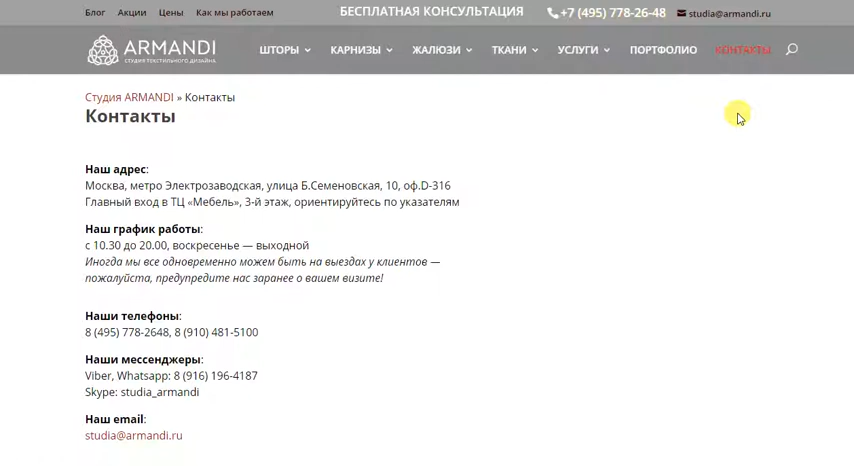 Блог Акции Цены Как мы работаем БЕСПЛАТНАЯ КОНСУЛЬТАЦИЯ +7 (495) 778-26-48 studia@armandi.ru
ARMANDI
СТУДИЯ ТЕКСТИЛЬНОГО ДИЗАЙНА
ШТОРЫ КАРНИЗЫ ЖАЛЮЗИ ТКАНИ УСЛУГИ ПОРТФОЛИО КОНТАКТЫ
Студия ARMANDI » Контакты
Контакты
Наш адрес:
Москва, метро Электрозаводская, улица Б.Семеновская, 10, оф.D-316
Главный вход в ТЦ «Мебель», 3-й этаж, ориентируйтесь по указателям
Наш график работы:
с 10.30 до 20.00, воскресенье — выходной
Иногда мы все одновременно можем быть на выездах у клиентов —
пожалуйста, предупредите нас заранее о вашем визите!
Наши телефоны:
8 (495) 778-2648, 8 (910) 481-5100
Наши мессенджеры:
Viber, Whatsapp: 8 (916) 196-4187
Skype: studia_armandi
Наш email:
studia@armandi.ru